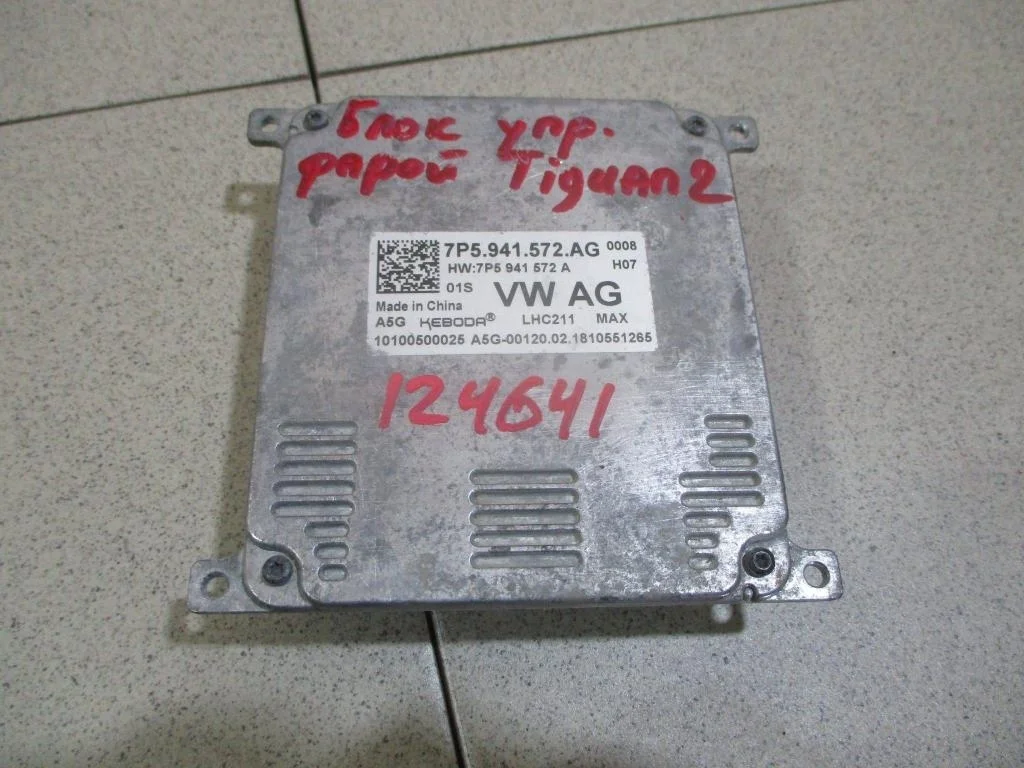 Блок упр.
фарой Tiguan 2
7P5.941.572.AG 0008
HW:7P5 941 572 A H07
01S VW AG
Made in China
A5G KEBODA® LHC211 MAX
10100500025 A5G-00120.02.1810551265
124641